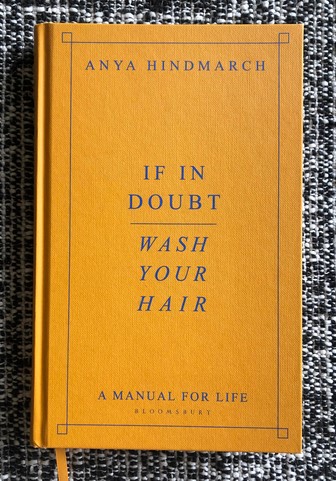 ANYA HINDMARCH
IF IN
DOUBT
WASH
YOUR
HAIR
A MANUAL FOR LIFE
BLOOMSBURY